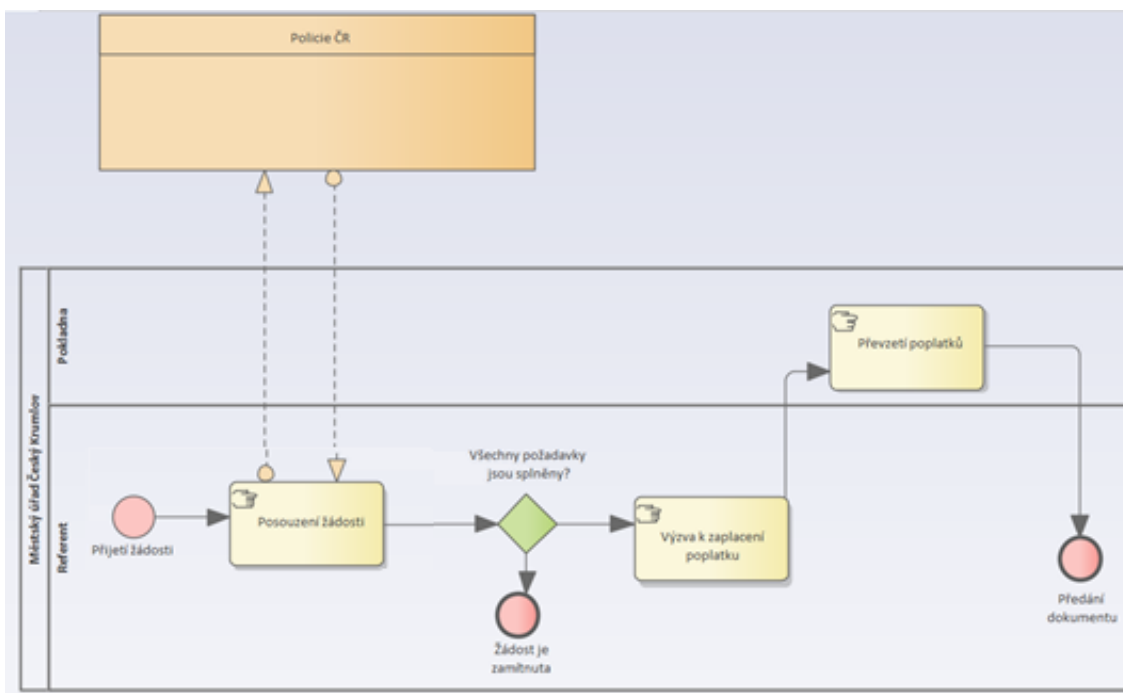 Policie ČR
Městský úřad Český Krumlov
Pokladna
Převzetí poplatků
Referent
Přijetí žádosti
Posouzení žádosti
Všechny požadavky
jsou splněny?
Žádost je
zamítnuta
Výzva k zaplacení
poplatku
Předání
dokumentu